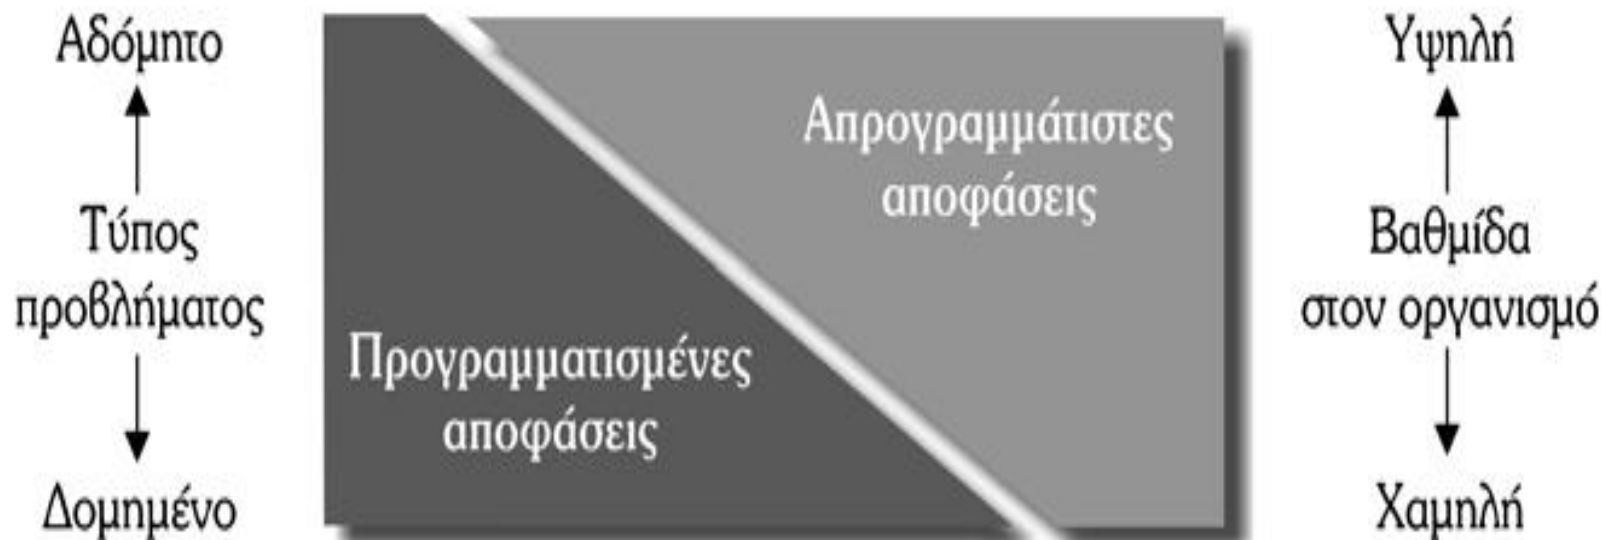 Αδόμητο
Τύπος
προβλήματος
Δομημένο
Απρογραμμάτιστες
αποφάσεις
Προγραμματισμένες
αποφάσεις
Υψηλή
Βαθμίδα
στον οργανισμό
Χαμηλή